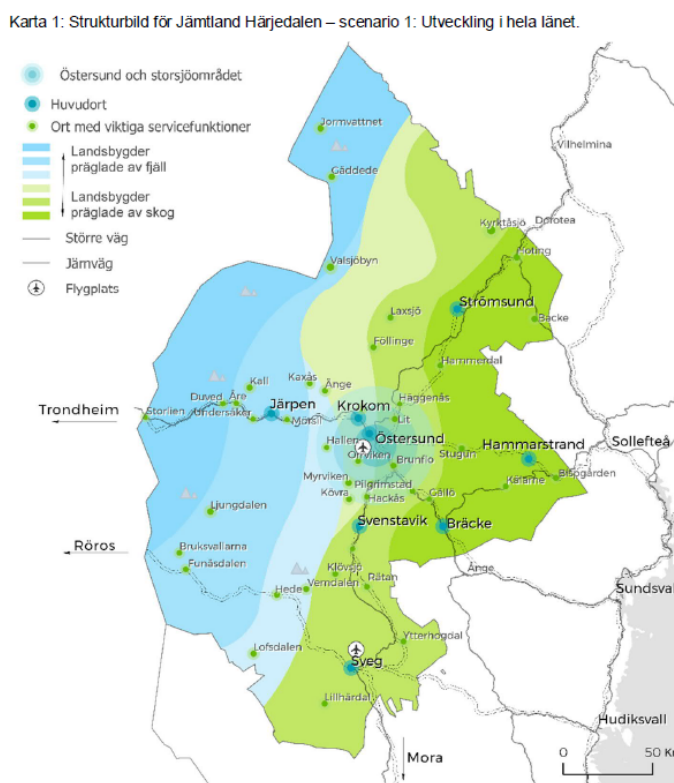 Karta 1: Strukturbild för Jämtland Härjedalen – scenario 1: Utveckling i hela länet.
Östersund och storsjöområdet
Huvudort
Ort med viktiga servicefunktioner
Landsbygder
präglade av fjäll
Landsbygder
präglade av skog
Större väg
Järnväg
Flygplats
Jormvattnet
Vilhelmina
Gäddede
Kyrktåsjö
Dorotea
Hoting
Valsjöbyn
Strömsund
Backe
Laxsjö
Föllinge
Hammerdal
Kall
Kaxås
Änge
Duved
Åre
Häggenås
Järpen
Krokom
Trondheim
Storlien
Undersåker
Mörsil
Lit
Östersund
Sollefteå
Hallen
Stugun
Hammarstrand
Orrviken
Brunflo
Bispgården
Myrviken
Pilgrimstad
Kälarne
Kövra
Hackås
Gällö
Ljungdalen
Svenstavik
Bräcke
Röros
Bruksvallarna
Funäsdalen
Klövsjö
Ånge
Rätan
Sundsval
Hede
Vemdalen
Lofsdalen
Ytterhogdal
Sveg
Lillhärdal
Hudiksvall
Mora
0
50 Km